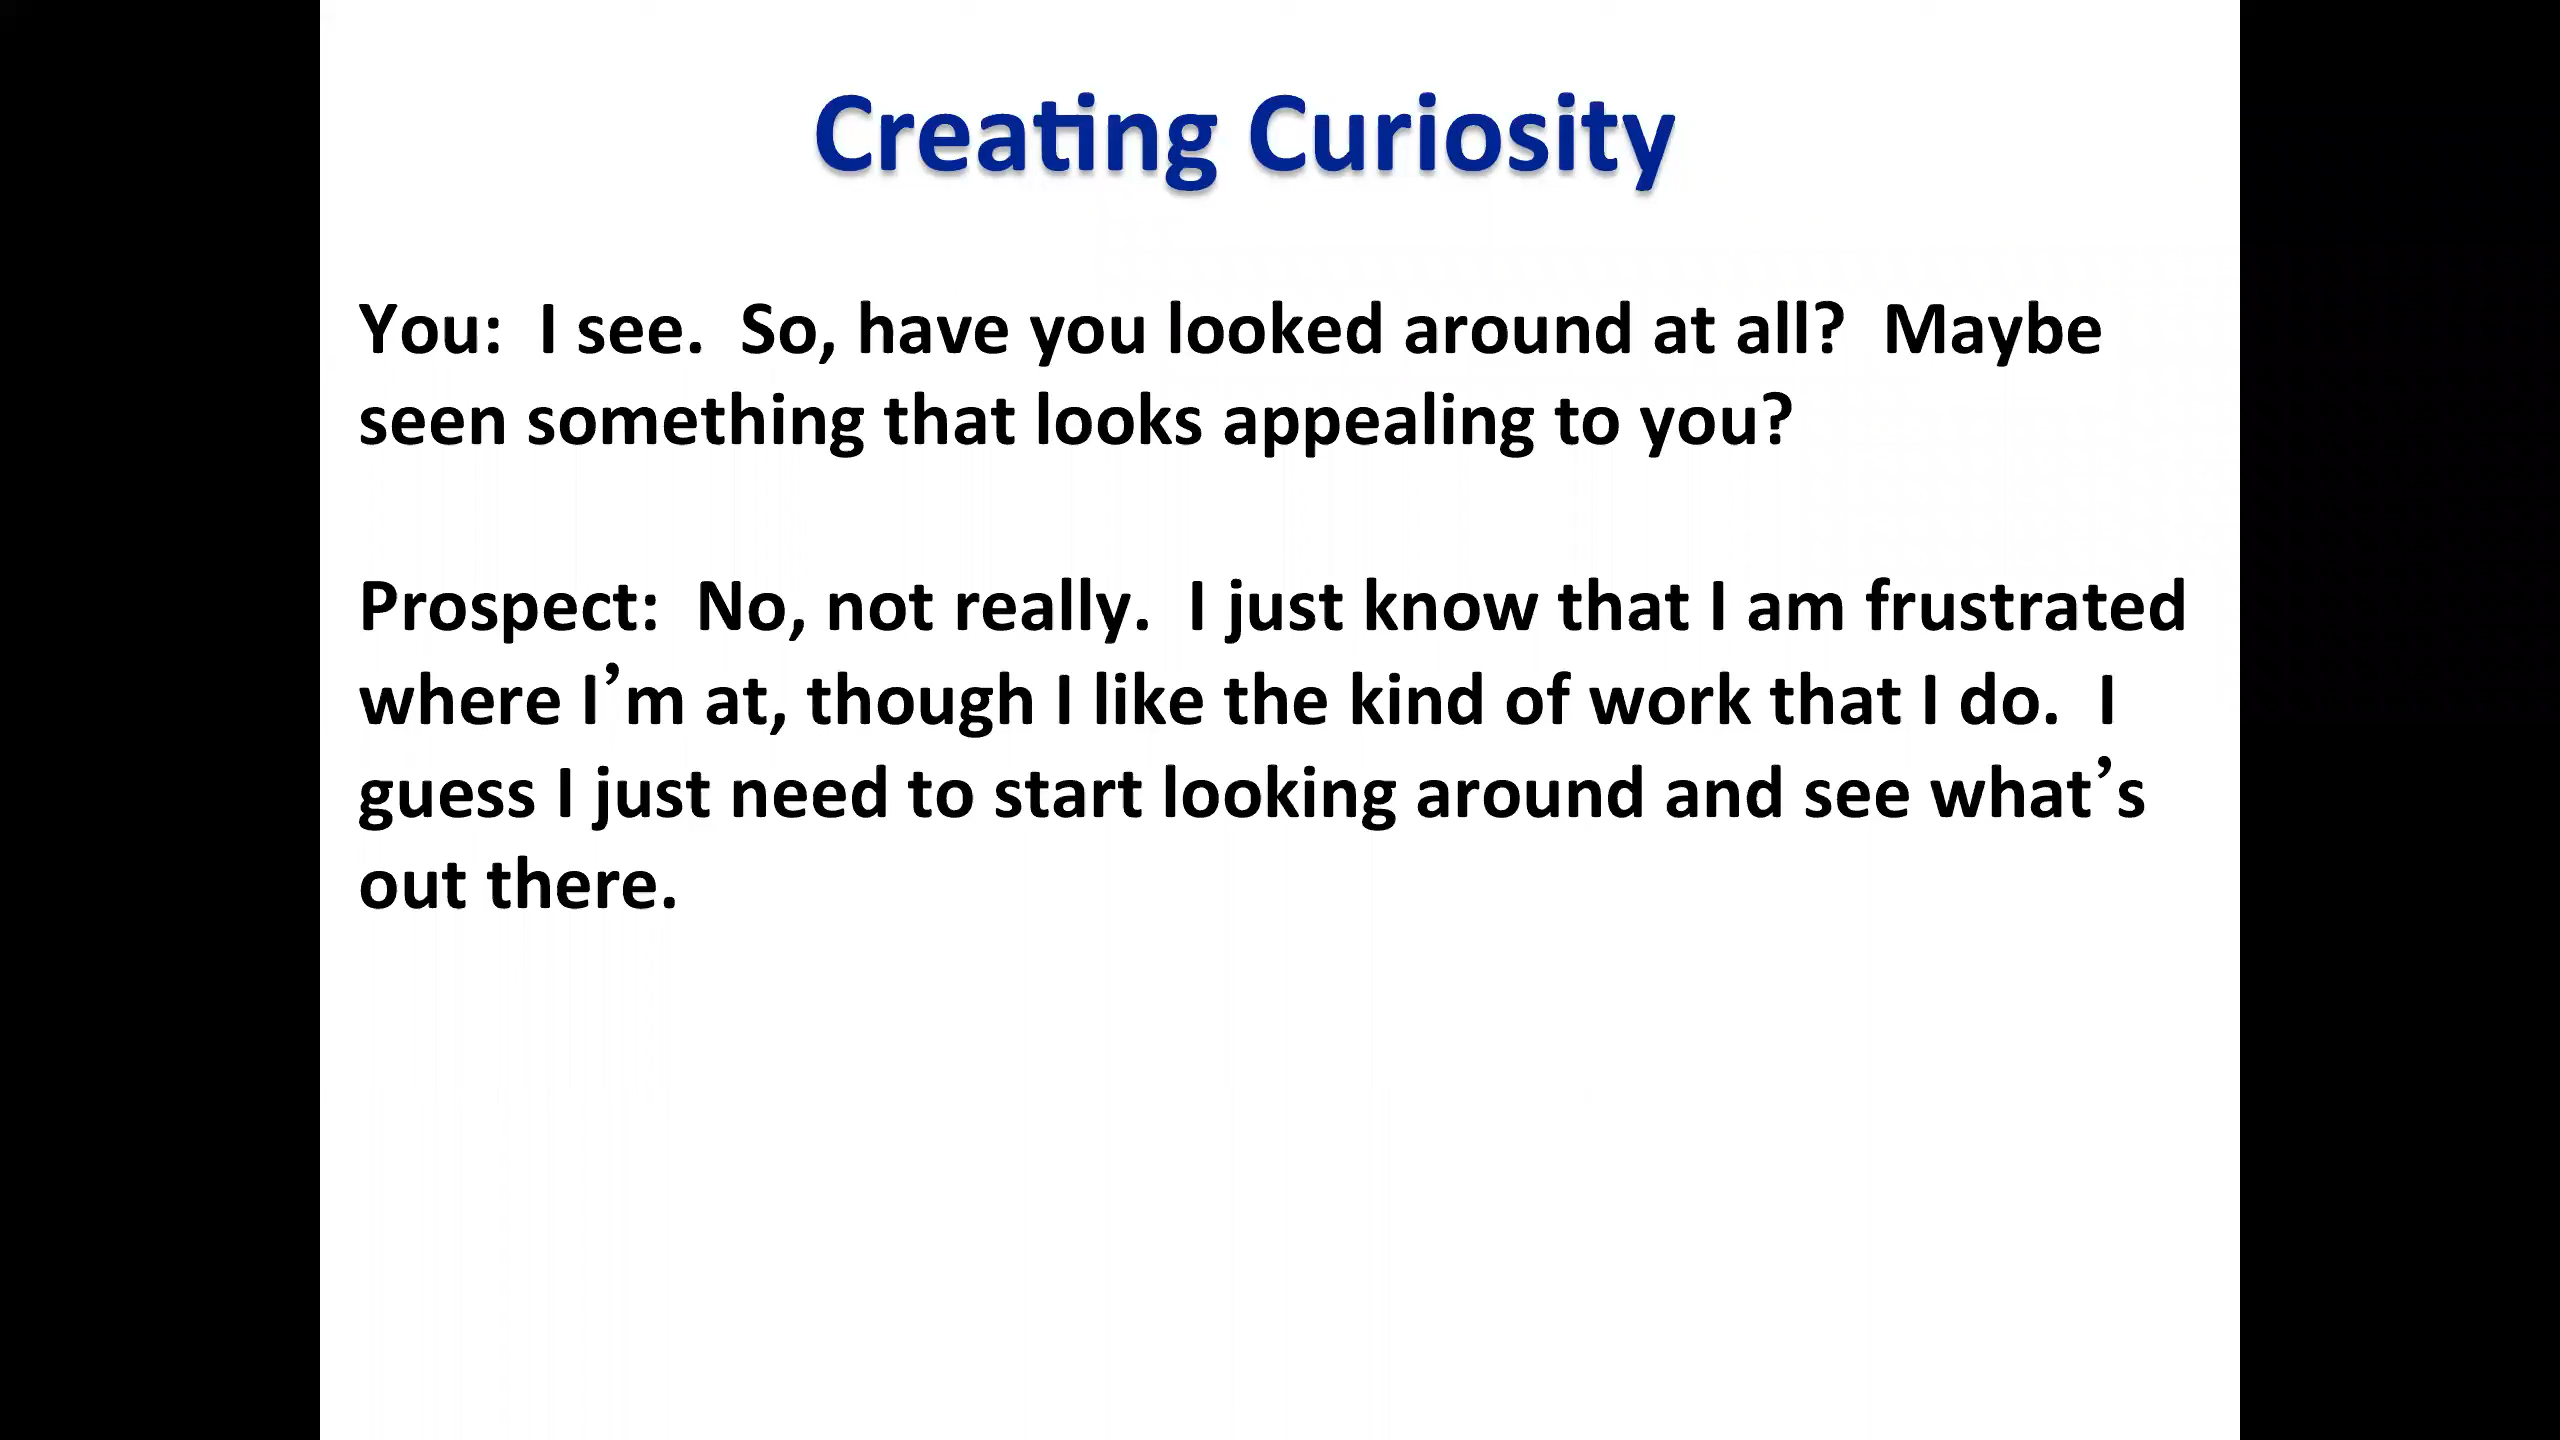 Creating Curiosity
You:  I see.  So, have you looked around at all?  Maybe
seen something that looks appealing to you?
Prospect:  No, not really.  I just know that I am frustrated
where I’m at, though I like the kind of work that I do.  I
guess I just need to start looking around and see what’s
out there.